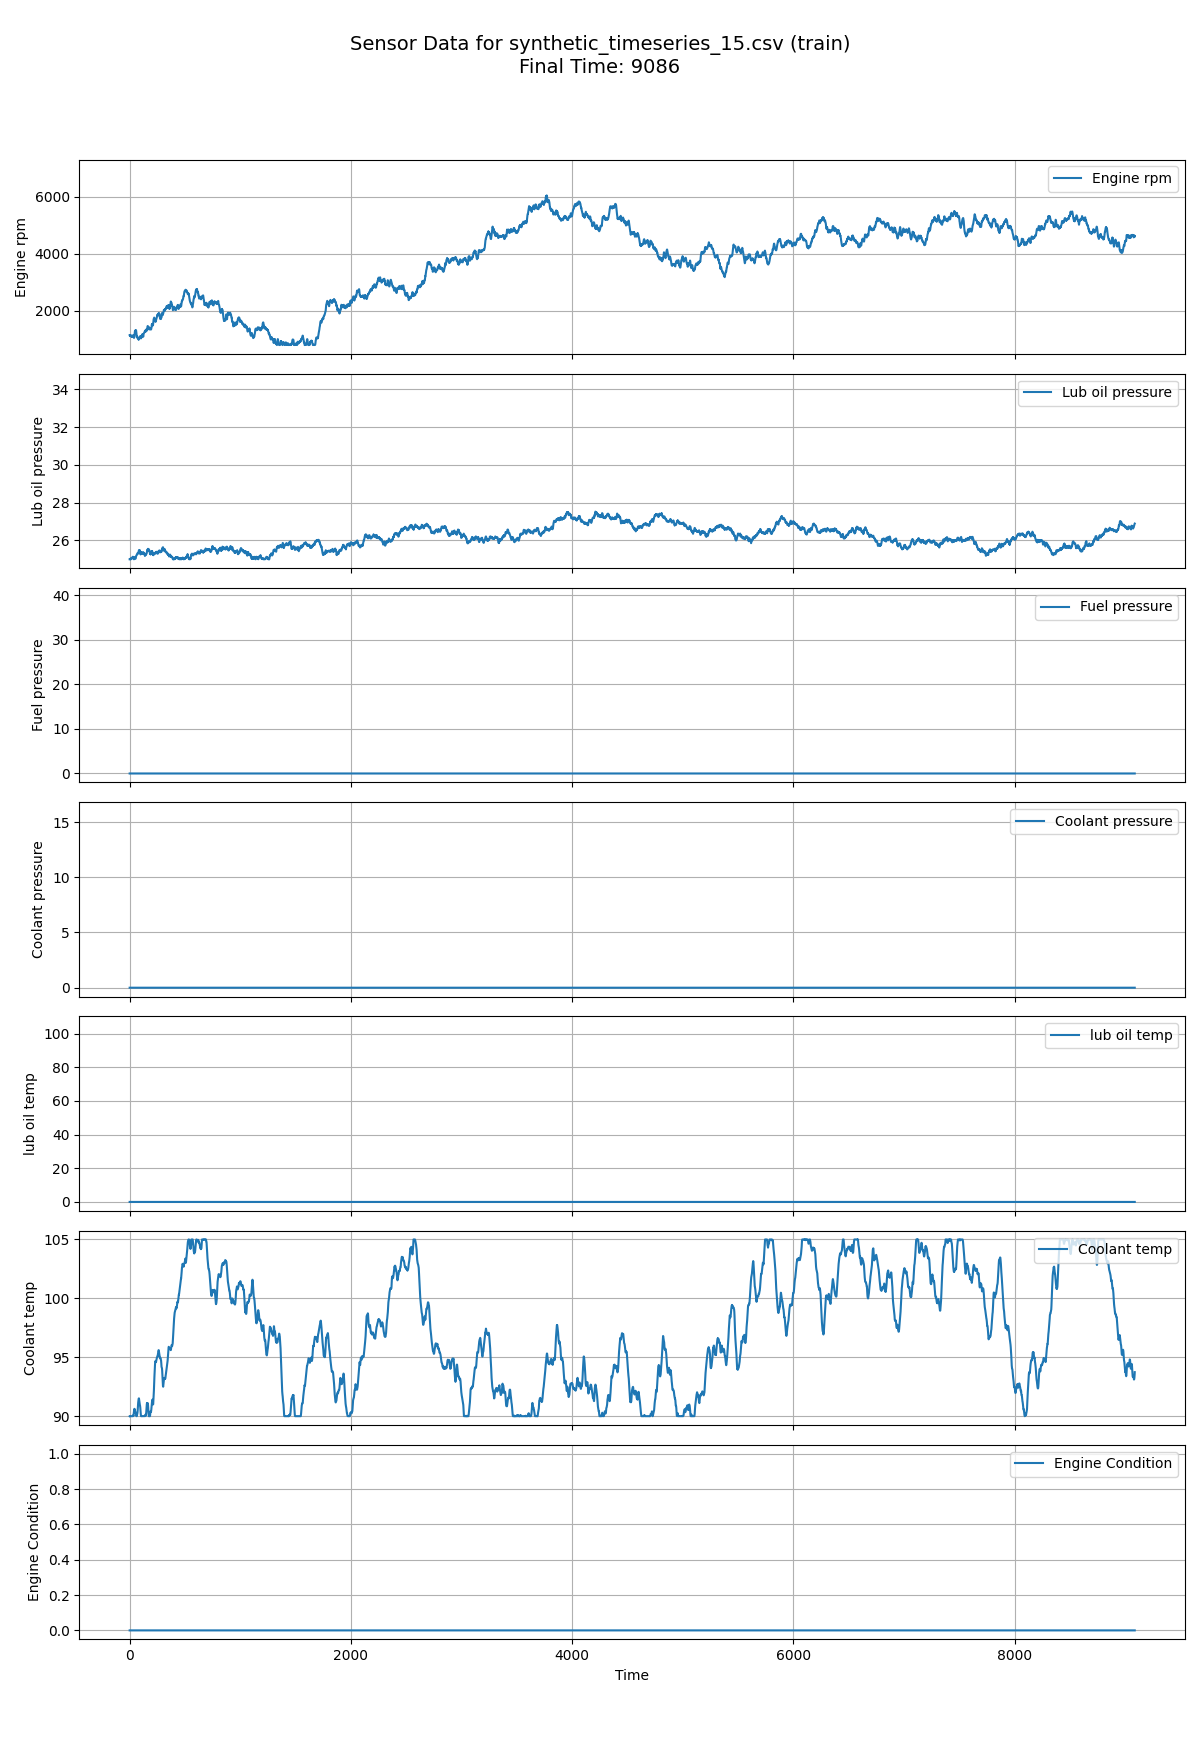 Sensor Data for synthetic_timeseries_15.csv (train)
Final Time: 9086
Engine rpm
6000
4000
2000
Engine rpm
Lub oil pressure
34
32
30
28
26
Lub oil pressure
Fuel pressure
40
30
20
10
0
Fuel pressure
Coolant pressure
15
10
5
0
Coolant pressure
lub oil temp
100
80
60
40
20
0
lub oil temp
Coolant temp
105
100
95
90
Coolant temp
Engine Condition
1.0
0.8
0.6
0.4
0.2
0.0
Engine Condition
0 2000 4000 6000 8000
Time